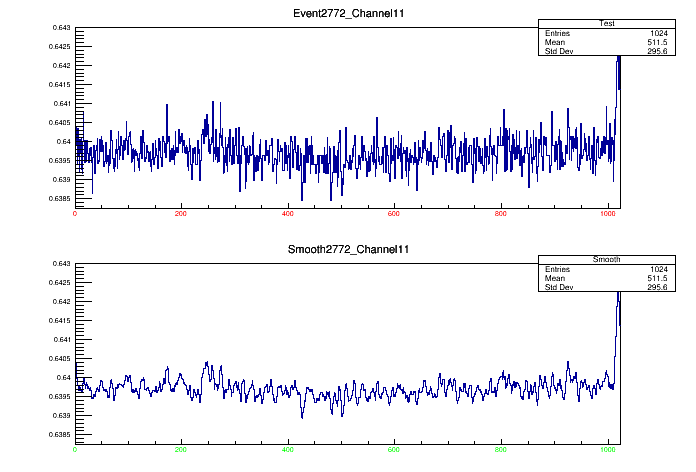 Event2772_Channel11
Test
Entries 1024
Mean 511.5
Std Dev 295.6
0.643
0.6425
0.642
0.6415
0.641
0.6405
0.64
0.6395
0.639
0.6385
0 200 400 600 800 1000
Smooth2772_Channel11
Smooth
Entries 1024
Mean 511.5
Std Dev 295.6
0.643
0.6425
0.642
0.6415
0.641
0.6405
0.64
0.6395
0.639
0.6385
0 200 400 600 800 1000